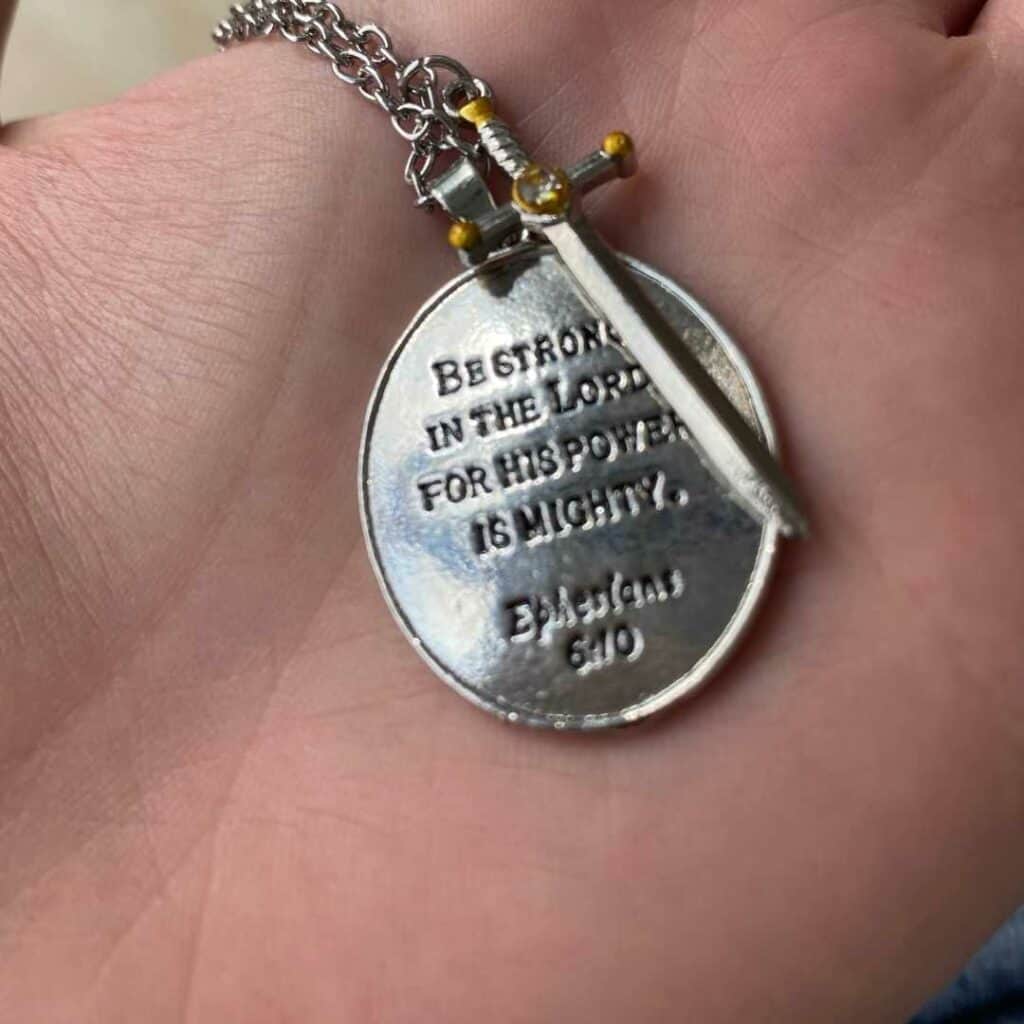 BE STRONG
IN THE LORD
FOR HIS POWER
IS MIGHTY.
Ephesians
6:10